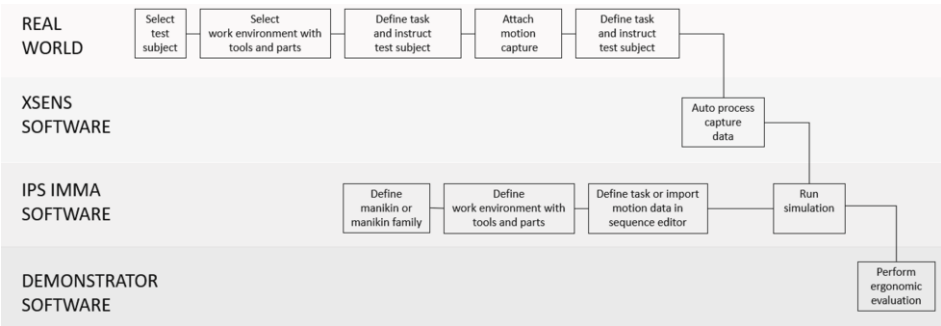 REAL
WORLD
Select
test
subject
Select
work environment with
tools and parts
Define task
and instruct
test subject
Attach
motion
capture
Define task
and instruct
test subject
XSENS
SOFTWARE
Auto process
capture
data
IPS IMMA
SOFTWARE
Define
manikin or
manikin family
Define
work environment with
tools and parts
Define task or import
motion data in
sequence editor
Run
simulation
DEMONSTRATOR
SOFTWARE
Perform
ergonomic
evaluation